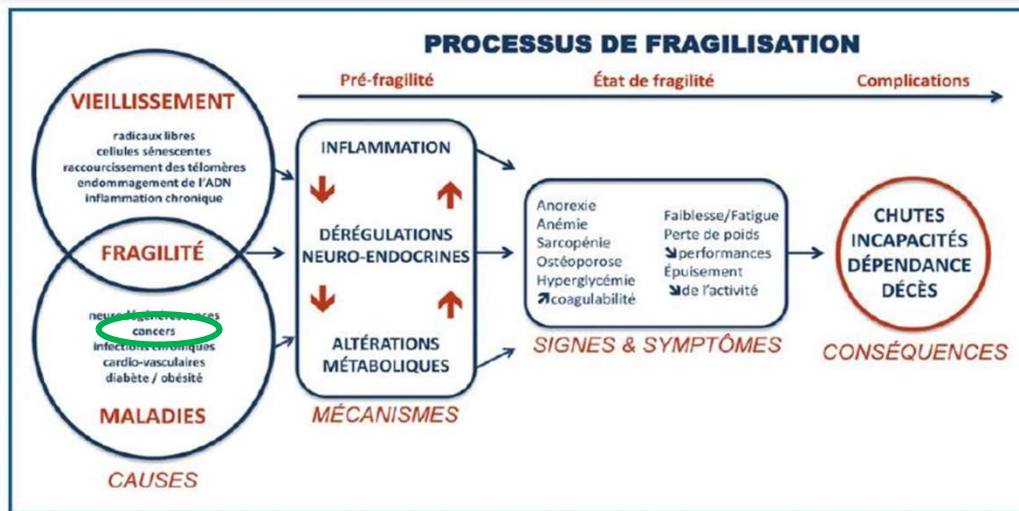 PROCESSUS DE FRAGILISATION
Pré-fragilité
État de fragilité
Complications
VIEILLISSEMENT
radicaux libres
cellules sénescentes
raccourcissement des télomères
endommagement de l'ADN
inflammation chronique
FRAGILITÉ
neurodégénérescences
cancers
infections chroniques
cardio-vasculaires
diabète / obésité
MALADIES
CAUSES
INFLAMMATION
DÉRÉGULATIONS
NEURO-ENDOCRINES
ALTÉRATIONS
MÉTABOLIQUES
MÉCANISMES
Anorexie
Anémie
Sarcopénie
Ostéoporose
Hyperglycémie
↗coagulabilité
Faiblesse/Fatigue
Perte de poids
↘performances
Épuisement
↘de l'activité
SIGNES & SYMPTÔMES
CHUTES
INCAPACITÉS
DÉPENDANCE
DÉCÈS
CONSÉQUENCES